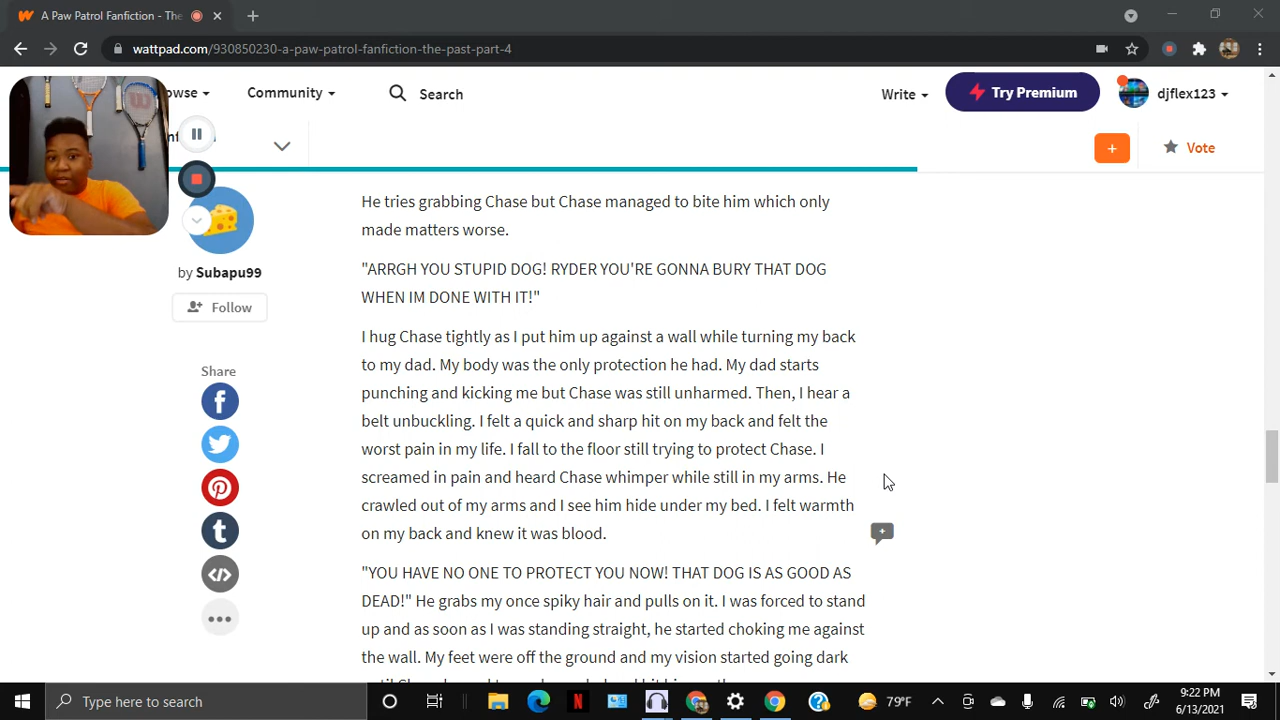 A Paw Patrol Fanfiction - The
wattpad.com/930850230-a-paw-patrol-fanfiction-the-past-part-4
owse
Community
Search
Write
Try Premium
djflex123
+
Vote
He tries grabbing Chase but Chase managed to bite him which only
made matters worse.
by Subapu99
"ARRGH YOU STUPID DOG! RYDER YOU'RE GONNA BURY THAT DOG
WHEN IM DONE WITH IT!"
Follow
I hug Chase tightly as I put him up against a wall while turning my back
to my dad. My body was the only protection he had. My dad starts
Share
punching and kicking me but Chase was still unharmed. Then, I hear a
belt unbuckling. I felt a quick and sharp hit on my back and felt the
worst pain in my life. I fall to the floor still trying to protect Chase. I
screamed in pain and heard Chase whimper while still in my arms. He
crawled out of my arms and I see him hide under my bed. I felt warmth
on my back and knew it was blood.
"YOU HAVE NO ONE TO PROTECT YOU NOW! THAT DOG IS AS GOOD AS
DEAD!" He grabs my once spiky hair and pulls on it. I was forced to stand
up and as soon as I was standing straight, he started choking me against
the wall. My feet were off the ground and my vision started going dark
Type here to search
79°F
9:22 PM
6/13/2021